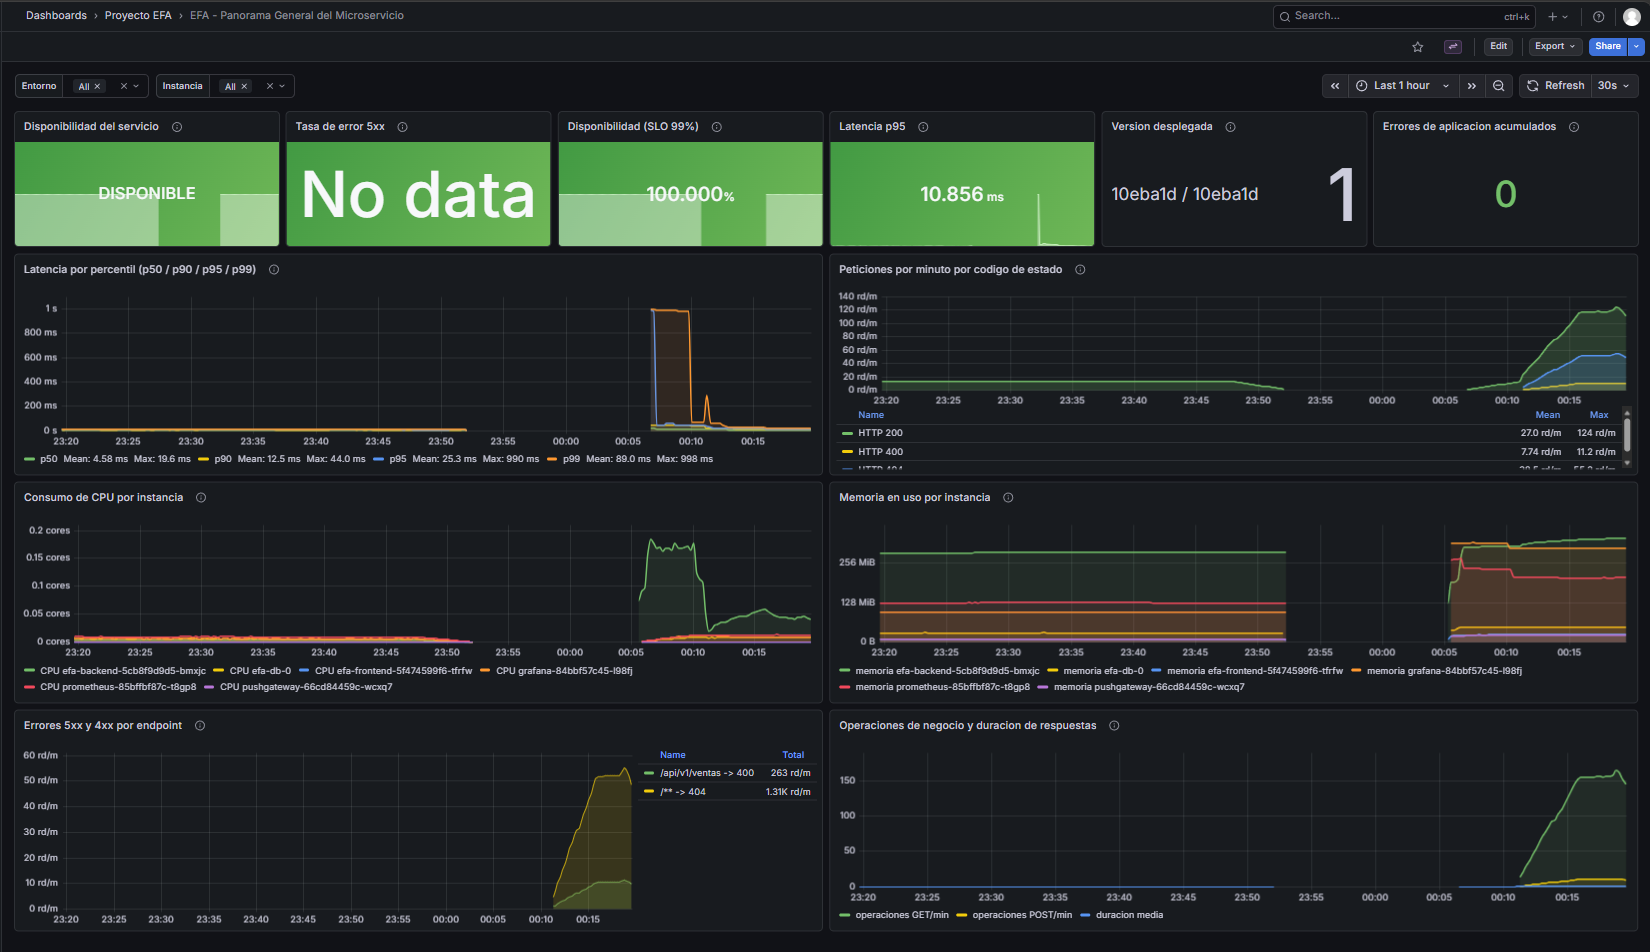 Dashboards › Proyecto EFA › EFA - Panorama General del Microservicio
Search... ctrl+k
Edit Export Share
Entorno All × Instancia All ×
Last 1 hour Refresh 30s
Disponibilidad del servicio
DISPONIBLE
Tasa de error 5xx
No data
Disponibilidad (SLO 99%)
100.000%
Latencia p95
10.856 ms
Version desplegada
10eba1d / 10eba1d 1
Errores de aplicacion acumulados
0
Latencia por percentil (p50 / p90 / p95 / p99)
1 s
800 ms
600 ms
400 ms
200 ms
0 s
23:20 23:25 23:30 23:35 23:40 23:45 23:50 23:55 00:00 00:05 00:10 00:15
p50 Mean: 4.58 ms Max: 19.6 ms p90 Mean: 12.5 ms Max: 44.0 ms p95 Mean: 25.3 ms Max: 990 ms p99 Mean: 89.0 ms Max: 998 ms
Peticiones por minuto por codigo de estado
140 rd/m
120 rd/m
100 rd/m
80 rd/m
60 rd/m
40 rd/m
20 rd/m
0 rd/m
23:20 23:25 23:30 23:35 23:40 23:45 23:50 23:55 00:00 00:05 00:10 00:15
Name Mean Max
HTTP 200 27.0 rd/m 124 rd/m
HTTP 400 7.74 rd/m 11.2 rd/m
HTTP 404
Consumo de CPU por instancia
0.2 cores
0.15 cores
0.1 cores
0.05 cores
0 cores
23:20 23:25 23:30 23:35 23:40 23:45 23:50 23:55 00:00 00:05 00:10 00:15
CPU efa-backend-5cb8f9d9d5-bmxjc CPU efa-db-0 CPU efa-frontend-5f474599f6-tfrfw CPU grafana-84bbf57c45-l98fj
CPU prometheus-85bffbf87c-t8gp8 CPU pushgateway-66cd84459c-wcxq7
Memoria en uso por instancia
256 MiB
128 MiB
0 B
23:20 23:25 23:30 23:35 23:40 23:45 23:50 23:55 00:00 00:05 00:10 00:15
memoria efa-backend-5cb8f9d9d5-bmxjc memoria efa-db-0 memoria efa-frontend-5f474599f6-tfrfw memoria grafana-84bbf57c45-l98fj
memoria prometheus-85bffbf87c-t8gp8 memoria pushgateway-66cd84459c-wcxq7
Errores 5xx y 4xx por endpoint
60 rd/m
50 rd/m
40 rd/m
30 rd/m
20 rd/m
10 rd/m
0 rd/m
23:20 23:25 23:30 23:35 23:40 23:45 23:50 23:55 00:00 00:05 00:10 00:15
Name Total
/api/v1/ventas -> 400 263 rd/m
/** -> 404 1.31K rd/m
Operaciones de negocio y duracion de respuestas
150
100
50
0
23:20 23:25 23:30 23:35 23:40 23:45 23:50 23:55 00:00 00:05 00:10 00:15
operaciones GET/min operaciones POST/min duracion media